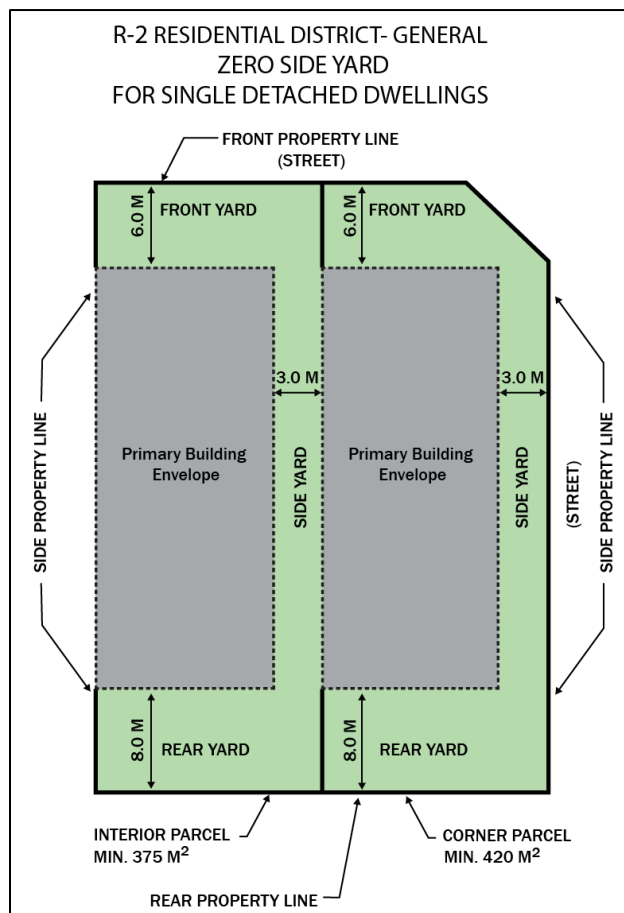 R-2 RESIDENTIAL DISTRICT- GENERAL
ZERO SIDE YARD
FOR SINGLE DETACHED DWELLINGS
FRONT PROPERTY LINE
(STREET)
6.0 M
FRONT YARD
6.0 M
FRONT YARD
SIDE PROPERTY LINE
Primary Building
Envelope
3.0 M
SIDE YARD
Primary Building
Envelope
3.0 M
SIDE YARD
(STREET)
SIDE PROPERTY LINE
8.0 M
REAR YARD
8.0 M
REAR YARD
INTERIOR PARCEL
MIN. 375 M²
CORNER PARCEL
MIN. 420 M²
REAR PROPERTY LINE